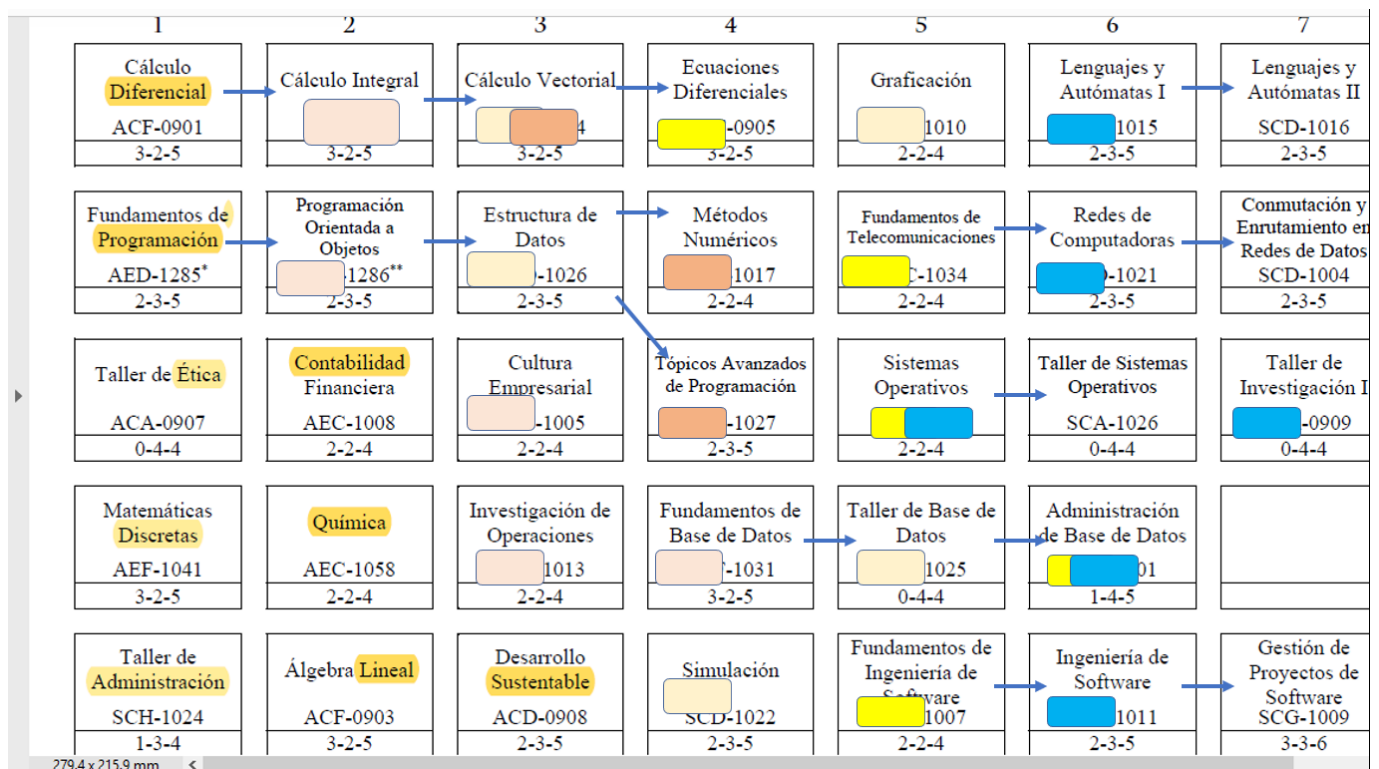 1 2 3 4 5 6 7
Cálculo
Diferencial
ACF-0901
3-2-5
Cálculo Integral
3-2-5
Cálculo Vectorial
4
3-2-5
Ecuaciones
Diferenciales
-0905
3-2-5
Graficación
1010
2-2-4
Lenguajes y
Autómatas I
1015
2-3-5
Lenguajes y
Autómatas II
SCD-1016
2-3-5
Fundamentos de
Programación
AED-1285*
2-3-5
Programación
Orientada a
Objetos
-1286**
2-3-5
Estructura de
Datos
-1026
2-3-5
Métodos
Numéricos
1017
2-2-4
Fundamentos de
Telecomunicaciones
-1034
2-2-4
Redes de
Computadoras
-1021
2-3-5
Conmutación y
Enrutamiento en
Redes de Datos
SCD-1004
2-3-5
Taller de Ética
ACA-0907
0-4-4
Contabilidad
Financiera
AEC-1008
2-2-4
Cultura
Empresarial
-1005
2-2-4
Tópicos Avanzados
de Programación
-1027
2-3-5
Sistemas
Operativos
2-2-4
Taller de Sistemas
Operativos
SCA-1026
0-4-4
Taller de
Investigación I
-0909
0-4-4
Matemáticas
Discretas
AEF-1041
3-2-5
Química
AEC-1058
2-2-4
Investigación de
Operaciones
1013
2-2-4
Fundamentos de
Base de Datos
-1031
3-2-5
Taller de Base de
Datos
1025
0-4-4
Administración
de Base de Datos
01
1-4-5
Taller de
Administración
SCH-1024
1-3-4
Álgebra Lineal
ACF-0903
3-2-5
Desarrollo
Sustentable
ACD-0908
2-3-5
Simulación
SCD-1022
2-3-5
Fundamentos de
Ingeniería de
Software
1007
2-2-4
Ingeniería de
Software
1011
2-3-5
Gestión de
Proyectos de
Software
SCG-1009
3-3-6
279.4 x 215.9 mm